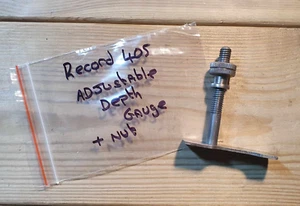 Record 405
ADJustable
Depth
Gauge
+ Nut